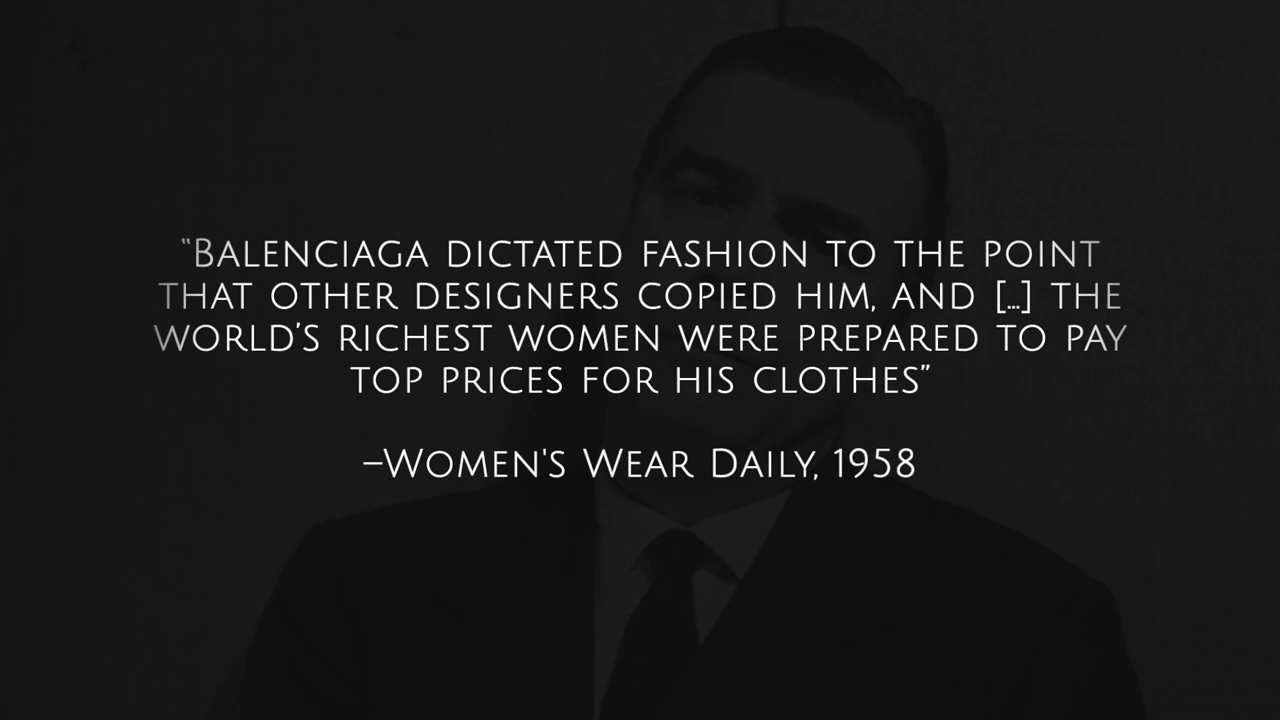 “Balenciaga dictated fashion to the point
that other designers copied him, and [...] the
world’s richest women were prepared to pay
top prices for his clothes”
–Women's Wear Daily, 1958